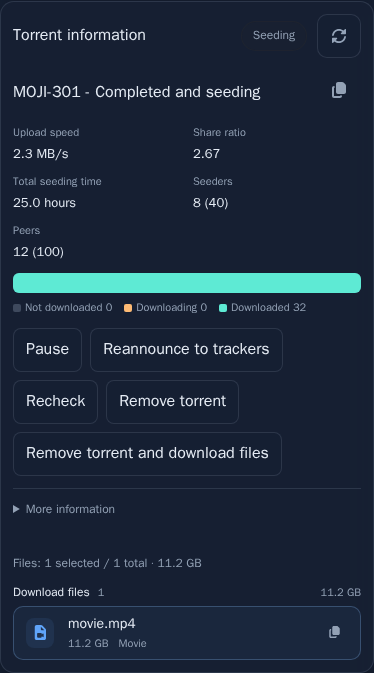 Torrent information
Seeding
MOJI-301 - Completed and seeding
Upload speed
Share ratio
2.3 MB/s
2.67
Total seeding time
Seeders
25.0 hours
8 (40)
Peers
12 (100)
Not downloaded 0
Downloading 0
Downloaded 32
Pause
Reannounce to trackers
Recheck
Remove torrent
Remove torrent and download files
More information
Files: 1 selected / 1 total · 11.2 GB
Download files 1
11.2 GB
movie.mp4
11.2 GB Movie